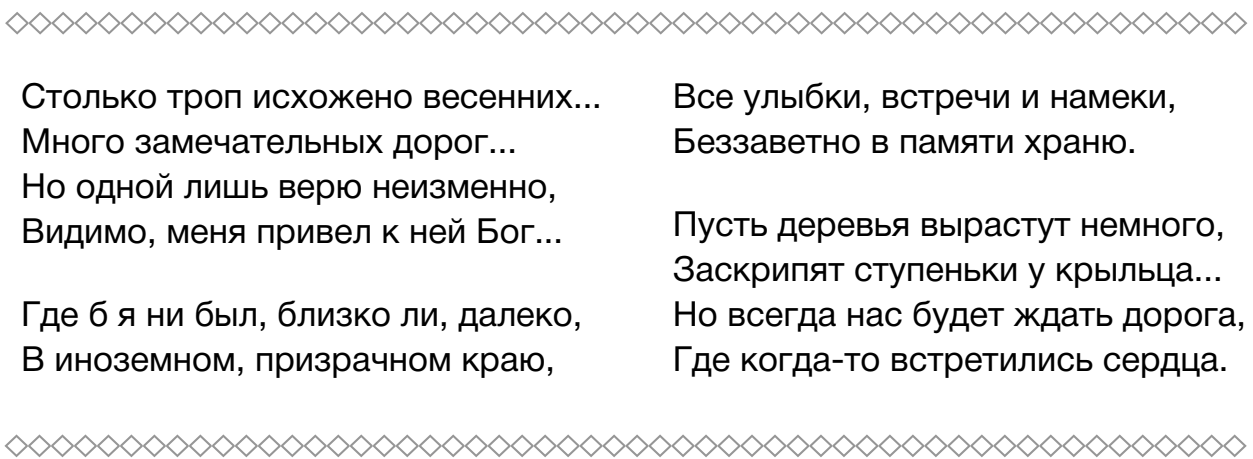 Столько троп исхожено весенних...
Много замечательных дорог...
Но одной лишь верю неизменно,
Видимо, меня привел к ней Бог...
Где б я ни был, близко ли, далеко,
В иноземном, призрачном краю,
Все улыбки, встречи и намеки,
Беззаветно в памяти храню.
Пусть деревья вырастут немного,
Заскрипят ступеньки у крыльца...
Но всегда нас будет ждать дорога,
Где когда-то встретились сердца.